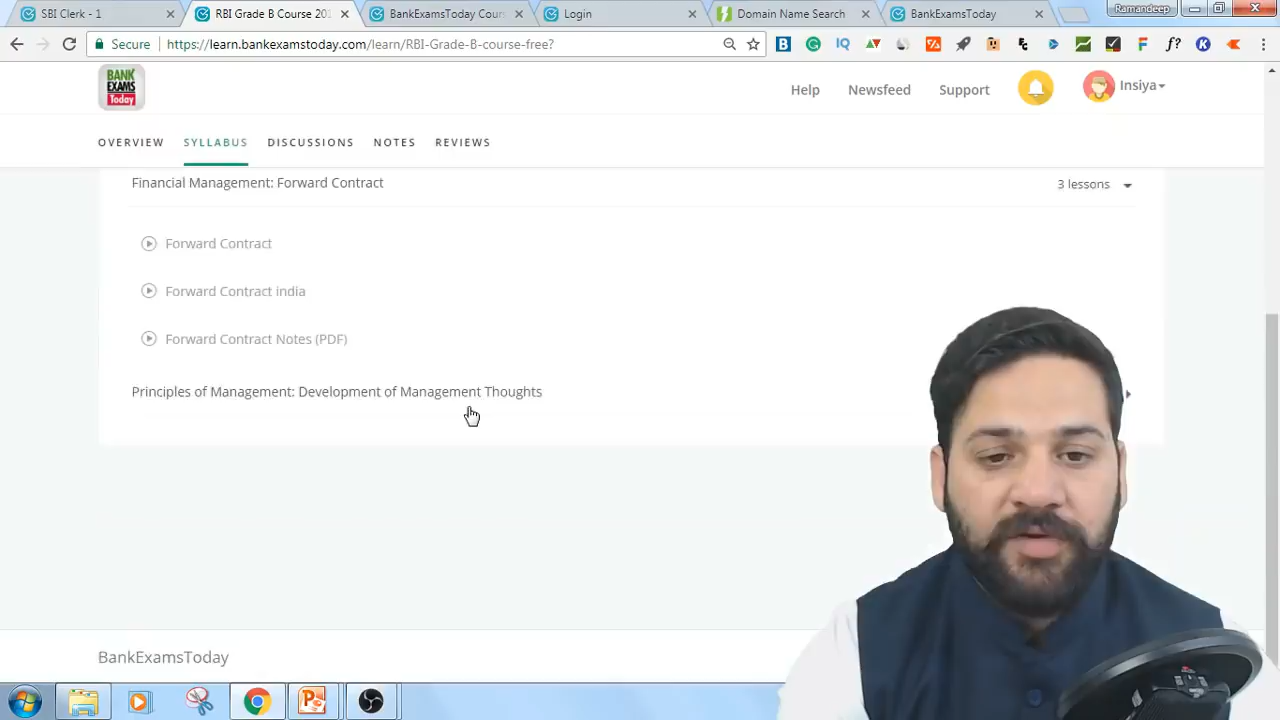 SBI Clerk - 1
RBI Grade B Course 201
BankExamsToday Cour
Login
Domain Name Search
BankExamsToday
Ramandeep
Secure
https://learn.bankexamstoday.com/learn/RBI-Grade-B-course-free?
BANK
EXAMS
Today
Help
Newsfeed
Support
Insiya
OVERVIEW
SYLLABUS
DISCUSSIONS
NOTES
REVIEWS
Financial Management: Forward Contract
3 lessons
Forward Contract
Forward Contract india
Forward Contract Notes (PDF)
Principles of Management: Development of Management Thoughts
BankExamsToday